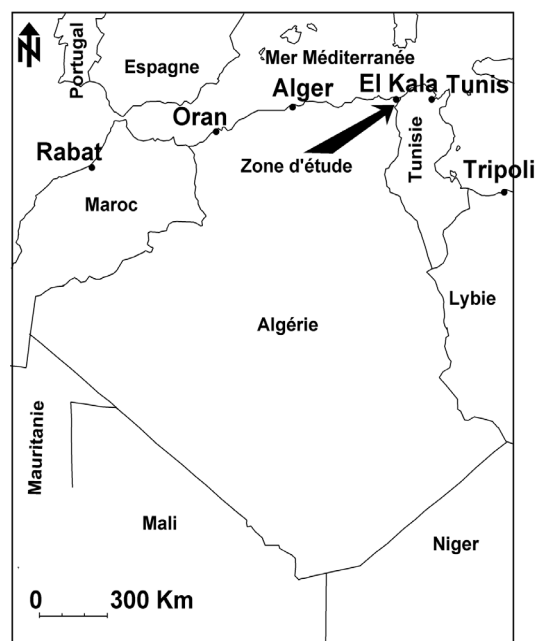 N
Portugal
Espagne
Mer Méditerranée
Alger
El Kala
Tunis
Oran
Rabat
Zone d'étude
Tunisie
Tripoli
Maroc
Lybie
Algérie
Mauritanie
Mali
Niger
0 300 Km